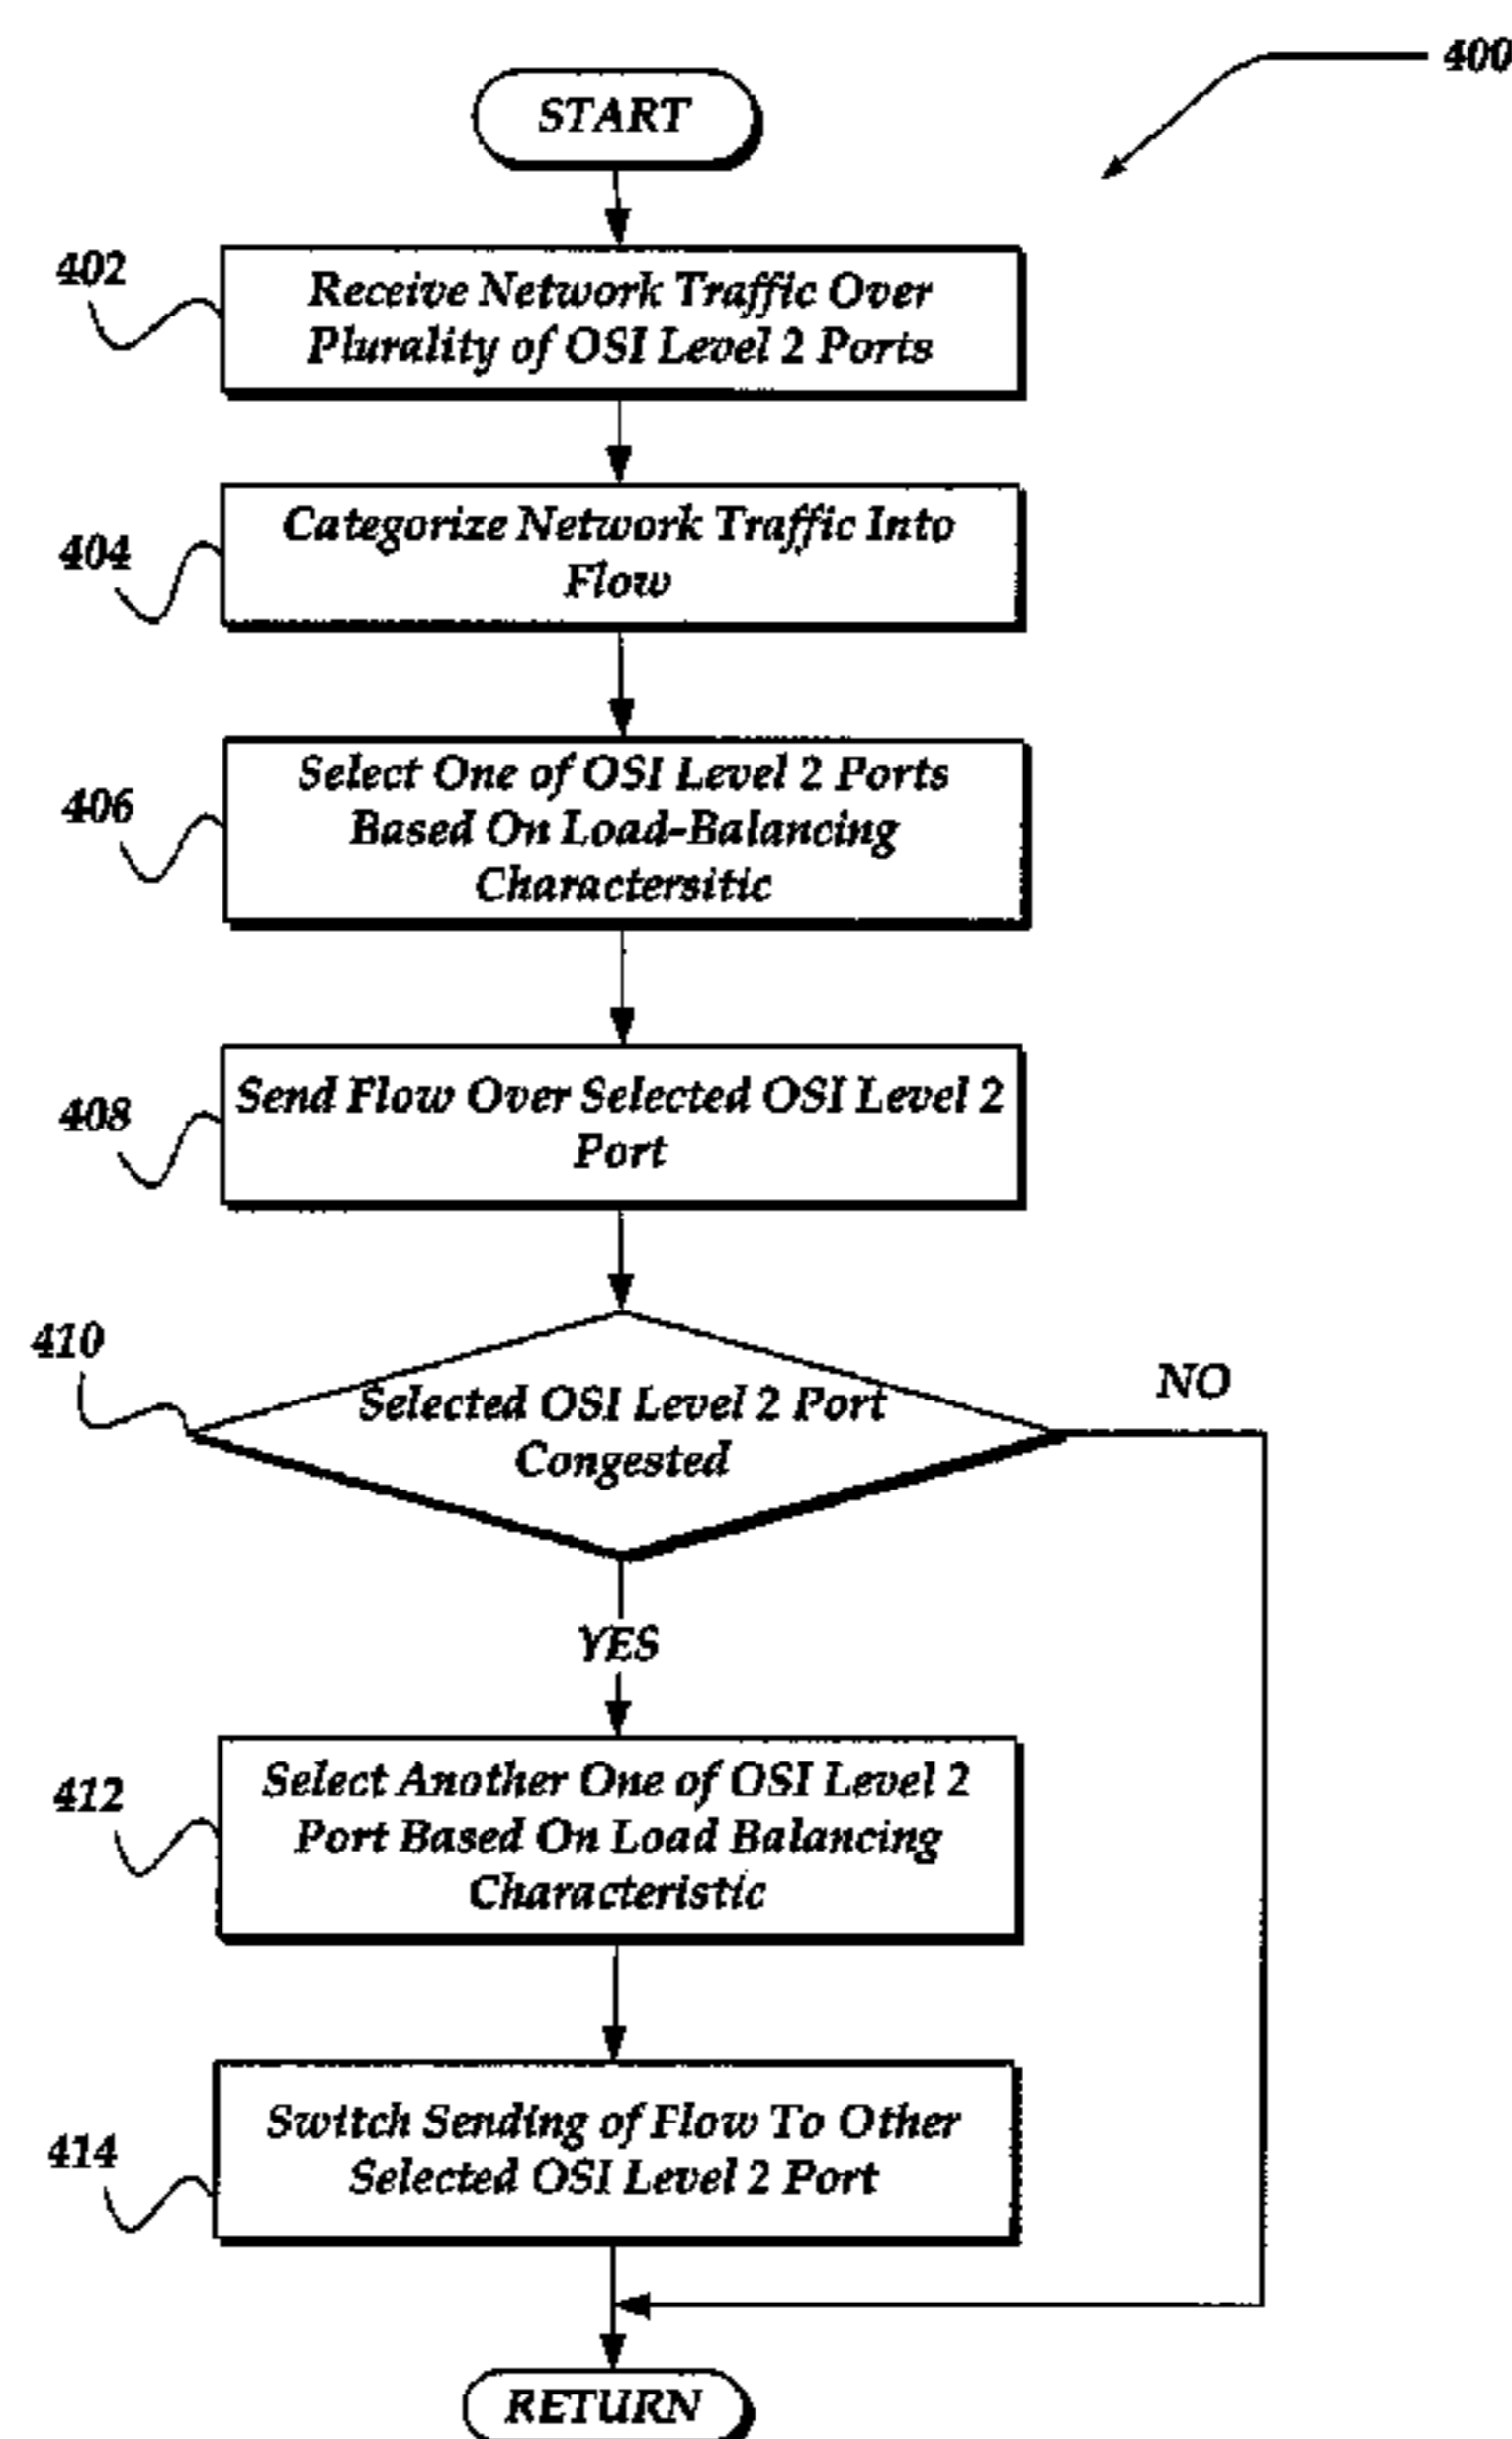 400
START
402
Receive Network Traffic Over
Plurality of OSI Level 2 Ports
404
Categorize Network Traffic Into
Flow
406
Select One of OSI Level 2 Ports
Based On Load-Balancing
Charactersitic
408
Send Flow Over Selected OSI Level 2
Port
410
Selected OSI Level 2 Port
Congested
NO
YES
412
Select Another One of OSI Level 2
Port Based On Load Balancing
Characteristic
414
Switch Sending of Flow To Other
Selected OSI Level 2 Port
RETURN